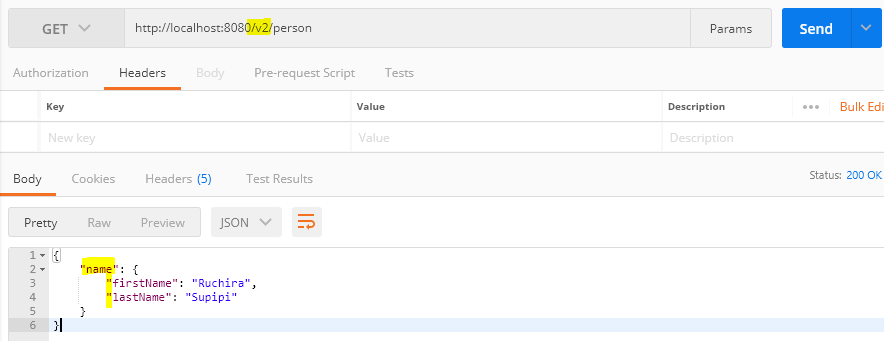 GET http://localhost:8080/v2/person Params Send
Authorization Headers Body Pre-request Script Tests
Key Value Description ••• Bulk Edi
New key Value Description
Body Cookies Headers (5) Test Results Status: 200 OK
Pretty Raw Preview JSON
1 {
2 "name": {
3 "firstName": "Ruchira",
4 "lastName": "Supipi"
5 }
6 }